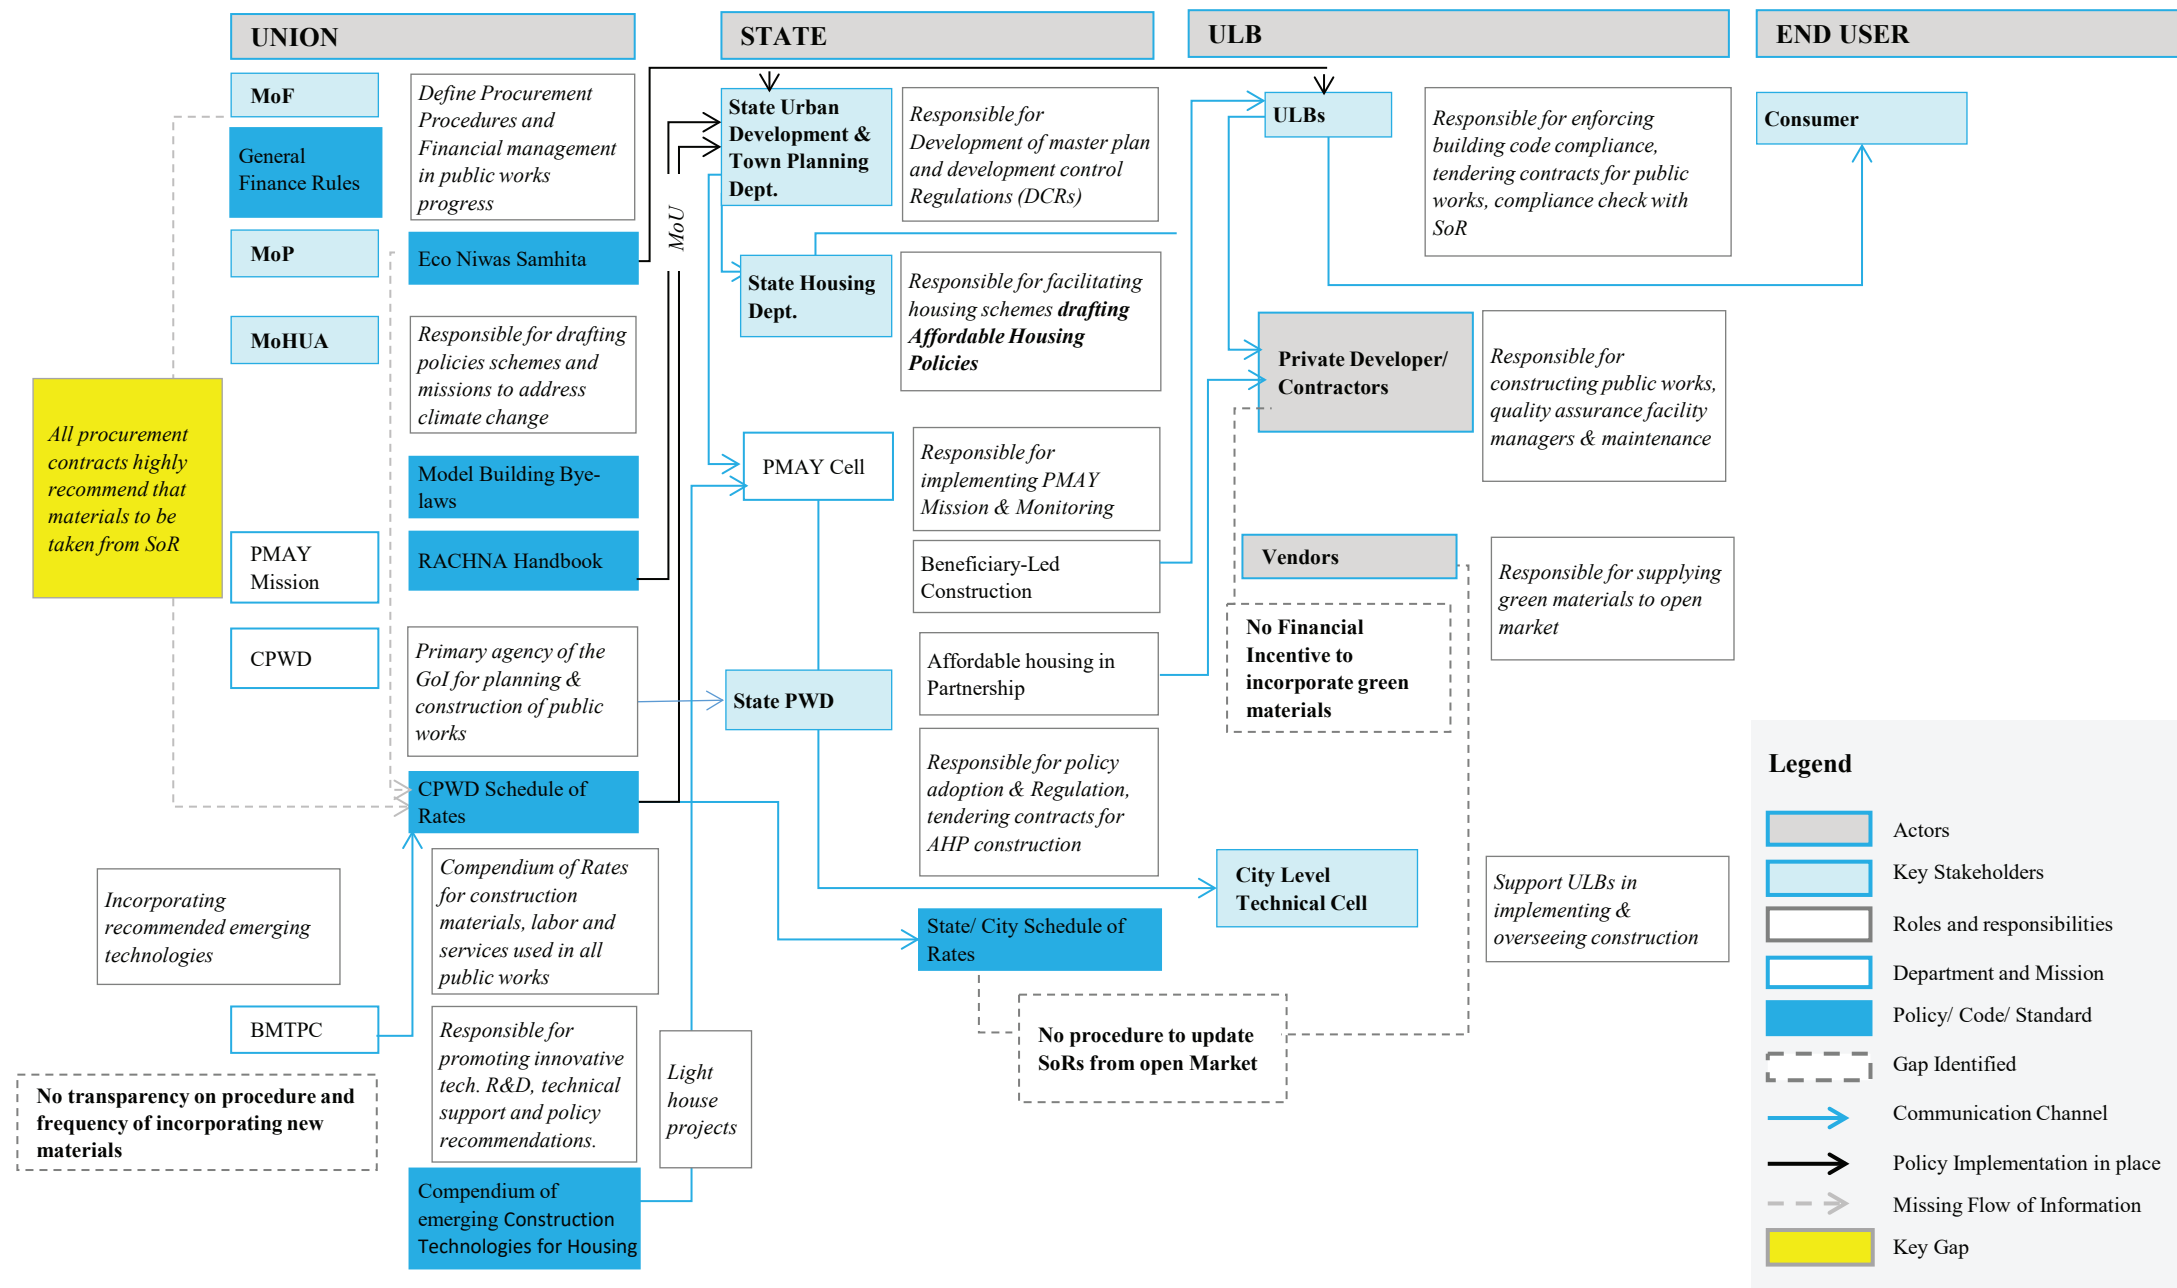 UNION
STATE
ULB
END USER
MoF
General
Finance Rules
Define Procurement
Procedures and
Financial management
in public works
progress
MoP
Eco Niwas Samhita
MoHUA
Responsible for drafting
policies schemes and
missions to address
climate change
All procurement
contracts highly
recommend that
materials to be
taken from SoR
Model Building Bye-
laws
PMAY
Mission
RACHNA Handbook
CPWD
Primary agency of the
GoI for planning &
construction of public
works
CPWD Schedule of
Rates
Incorporating
recommended emerging
technologies
Compendium of Rates
for construction
materials, labor and
services used in all
public works
BMTPC
Responsible for
promoting innovative
tech. R&D, technical
support and policy
recommendations.
No transparency on procedure and
frequency of incorporating new
materials
Compendium of
emerging Construction
Technologies for Housing
Light
house
projects
MoU
State Urban
Development &
Town Planning
Dept.
Responsible for
Development of master plan
and development control
Regulations (DCRs)
State Housing
Dept.
Responsible for facilitating
housing schemes drafting
Affordable Housing
Policies
PMAY Cell
Responsible for
implementing PMAY
Mission & Monitoring
Beneficiary-Led
Construction
Affordable housing in
Partnership
State PWD
Responsible for policy
adoption & Regulation,
tendering contracts for
AHP construction
State/ City Schedule of
Rates
No procedure to update
SoRs from open Market
ULBs
Responsible for enforcing
building code compliance,
tendering contracts for public
works, compliance check with
SoR
Private Developer/
Contractors
Responsible for
constructing public works,
quality assurance facility
managers & maintenance
Vendors
Responsible for supplying
green materials to open
market
No Financial
Incentive to
incorporate green
materials
City Level
Technical Cell
Support ULBs in
implementing &
overseeing construction
Consumer
Legend
Actors
Key Stakeholders
Roles and responsibilities
Department and Mission
Policy/ Code/ Standard
Gap Identified
Communication Channel
Policy Implementation in place
Missing Flow of Information
Key Gap